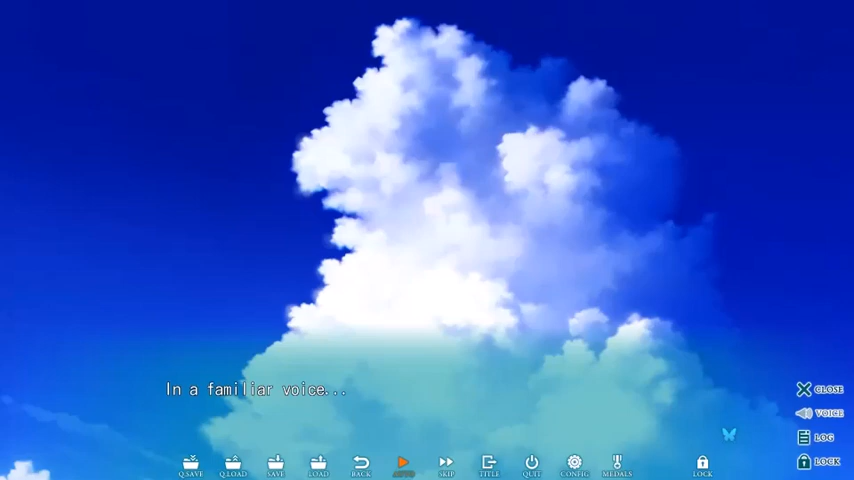 In a familiar voice...
CLOSE
VOICE
LOG
LOCK
Q.SAVE Q.LOAD SAVE LOAD BACK AUTO SKIP TITLE QUIT CONFIG MEDALS LOCK